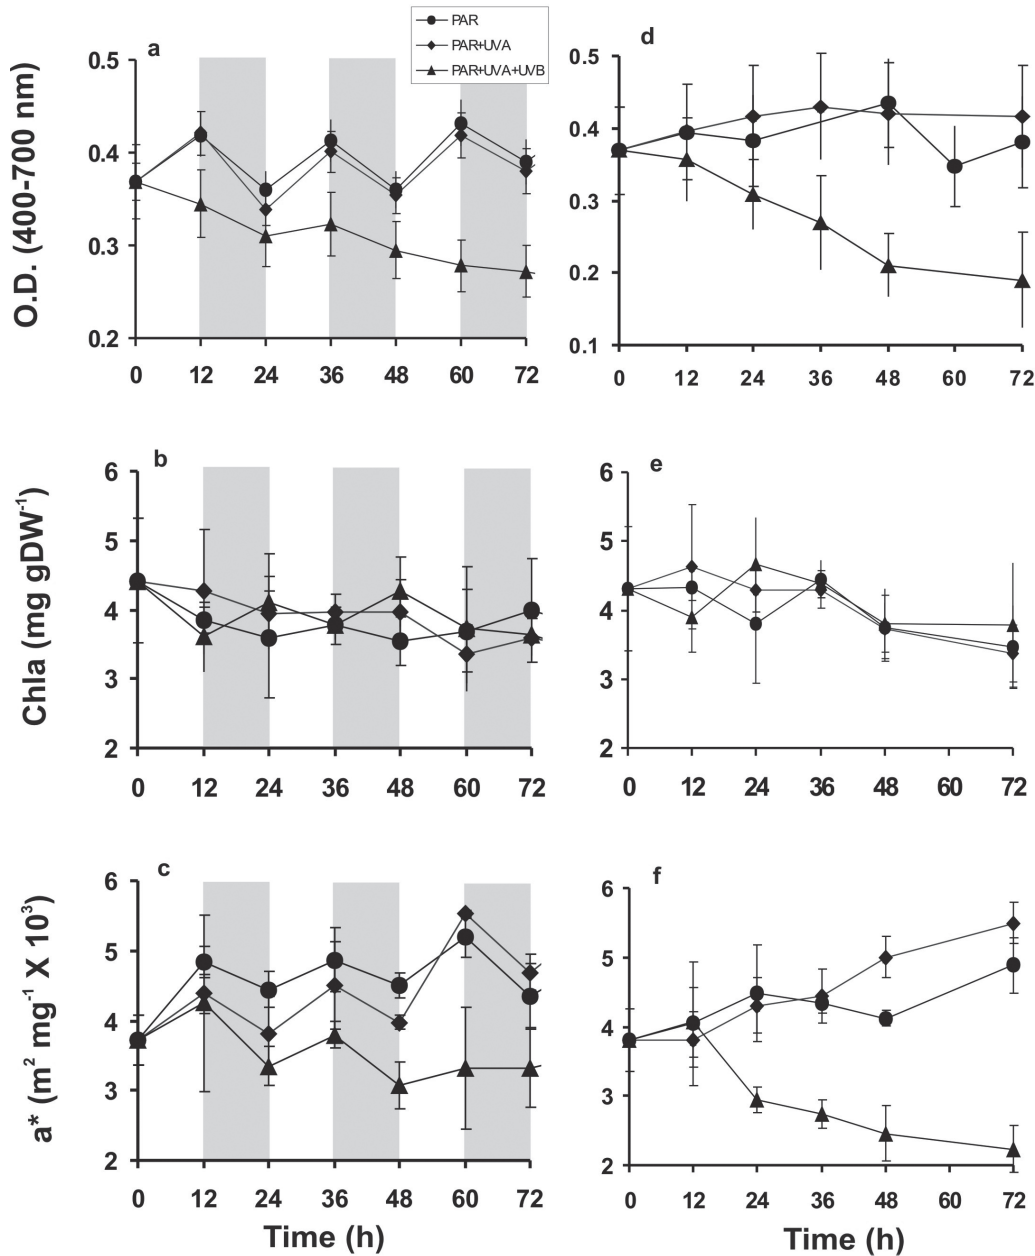 PAR
PAR+UVA
PAR+UVA+UVB
a
O.D. (400-700 nm)
0.5
0.4
0.3
0.2
0 12 24 36 48 60 72
d
0.5
0.4
0.3
0.2
0.1
0 12 24 36 48 60 72
b
Chla (mg gDW⁻¹)
6
5
4
3
2
0 12 24 36 48 60 72
e
6
5
4
3
2
0 12 24 36 48 60 72
c
a* (m² mg⁻¹ X 10³)
6
5
4
3
2
0 12 24 36 48 60 72
Time (h)
f
6
5
4
3
2
0 12 24 36 48 60 72
Time (h)